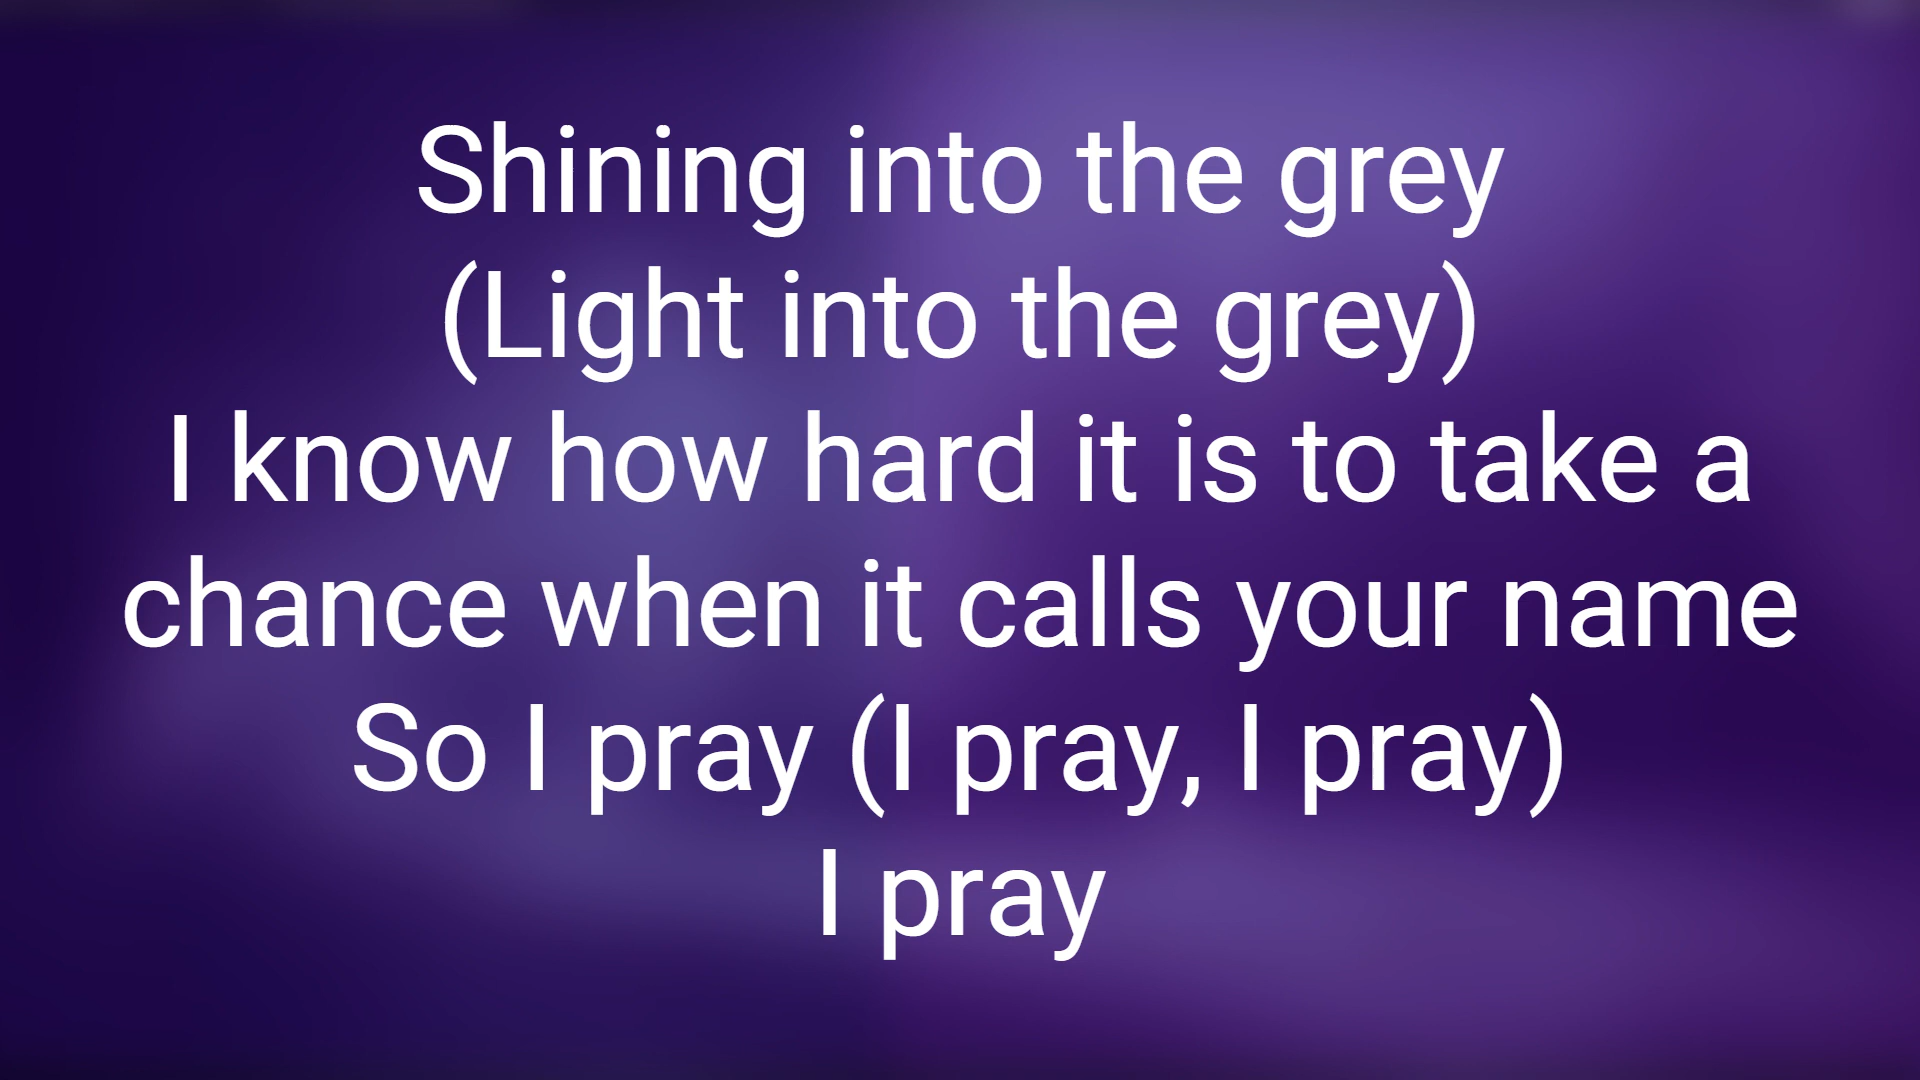 Shining into the grey
(Light into the grey)
I know how hard it is to take a
chance when it calls your name
So I pray (I pray, I pray)
I pray